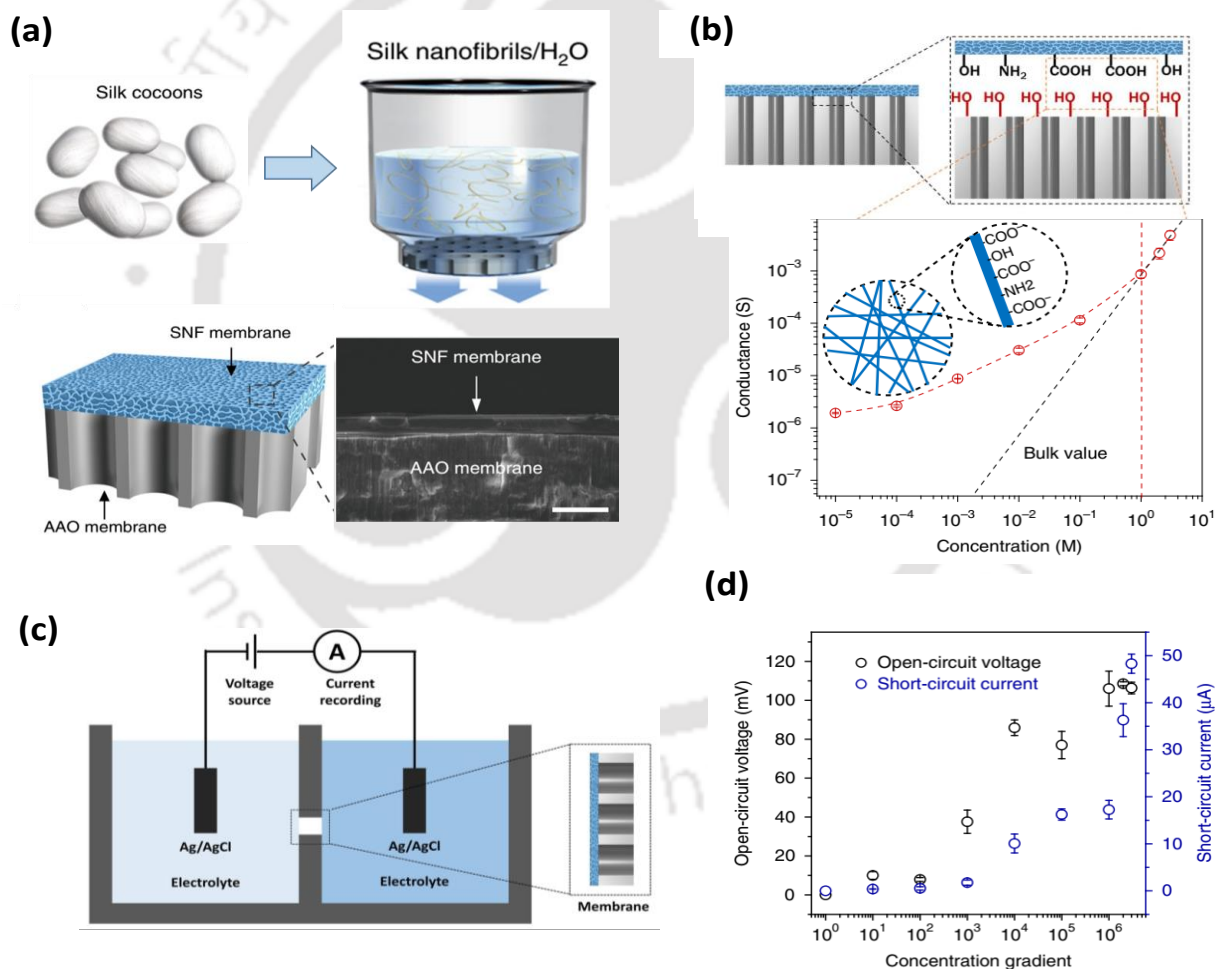 (a)
Silk cocoons
Silk nanofibrils/H₂O
SNF membrane
AAO membrane
SNF membrane
AAO membrane
(b)
OH NH₂ COOH COOH OH
HO HO HO HO HO HO HO
Conductance (S)
10⁻³
10⁻⁴
10⁻⁵
10⁻⁶
10⁻⁷
-COO⁻
-OH
-COO⁻
-NH2
-COO⁻
Bulk value
10⁻⁵ 10⁻⁴ 10⁻³ 10⁻² 10⁻¹ 10⁰ 10¹
Concentration (M)
(c)
A
Voltage
source
Current
recording
Ag/AgCl
Electrolyte
Ag/AgCl
Electrolyte
Membrane
(d)
Open-circuit voltage (mV)
120
100
80
60
40
20
0
Open-circuit voltage
Short-circuit current
50
40
30
20
10
0
Short-circuit current (µA)
10⁰ 10¹ 10² 10³ 10⁴ 10⁵ 10⁶
Concentration gradient